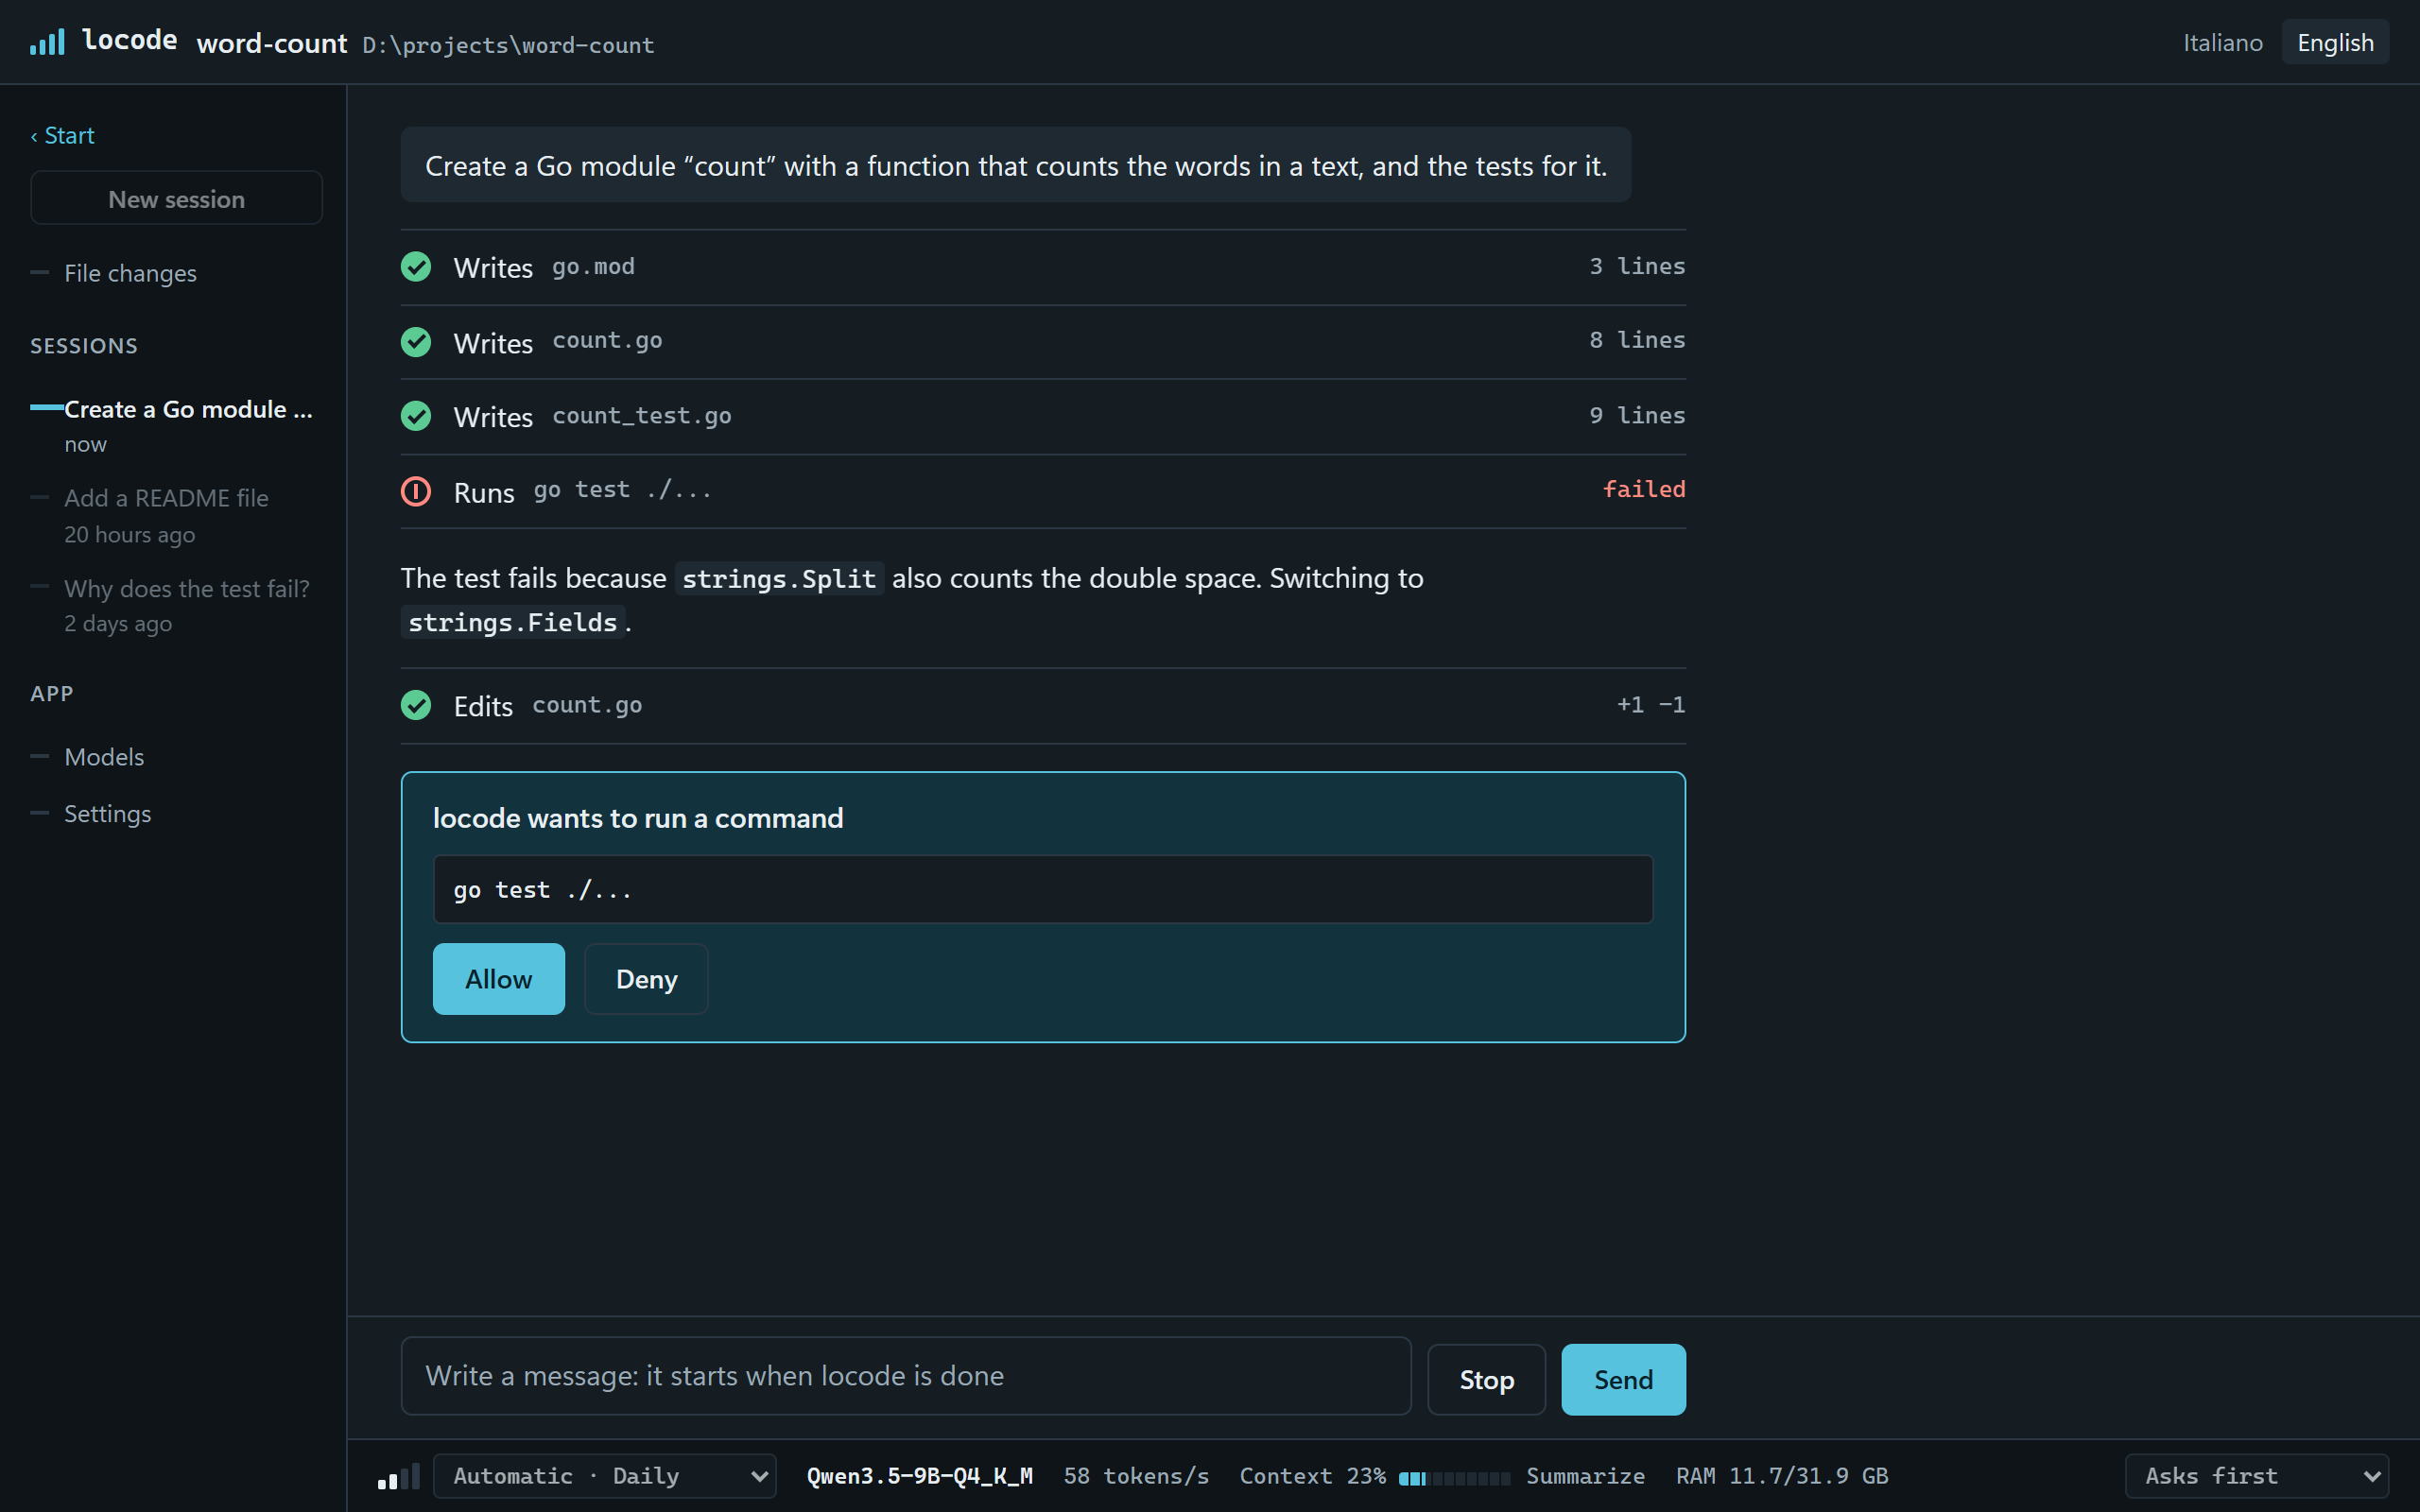 locode word-count D:\projects\word-count
Italiano English
‹ Start
New session
File changes
SESSIONS
Create a Go module ...
now
Add a README file
20 hours ago
Why does the test fail?
2 days ago
APP
Models
Settings
Create a Go module “count” with a function that counts the words in a text, and the tests for it.
Writes go.mod 3 lines
Writes count.go 8 lines
Writes count_test.go 9 lines
Runs go test ./... failed
The test fails because strings.Split also counts the double space. Switching to
strings.Fields.
Edits count.go +1 −1
locode wants to run a command
go test ./...
Allow Deny
Write a message: it starts when locode is done
Stop Send
Automatic · Daily Qwen3.5-9B-Q4_K_M 58 tokens/s Context 23% Summarize RAM 11.7/31.9 GB Asks first